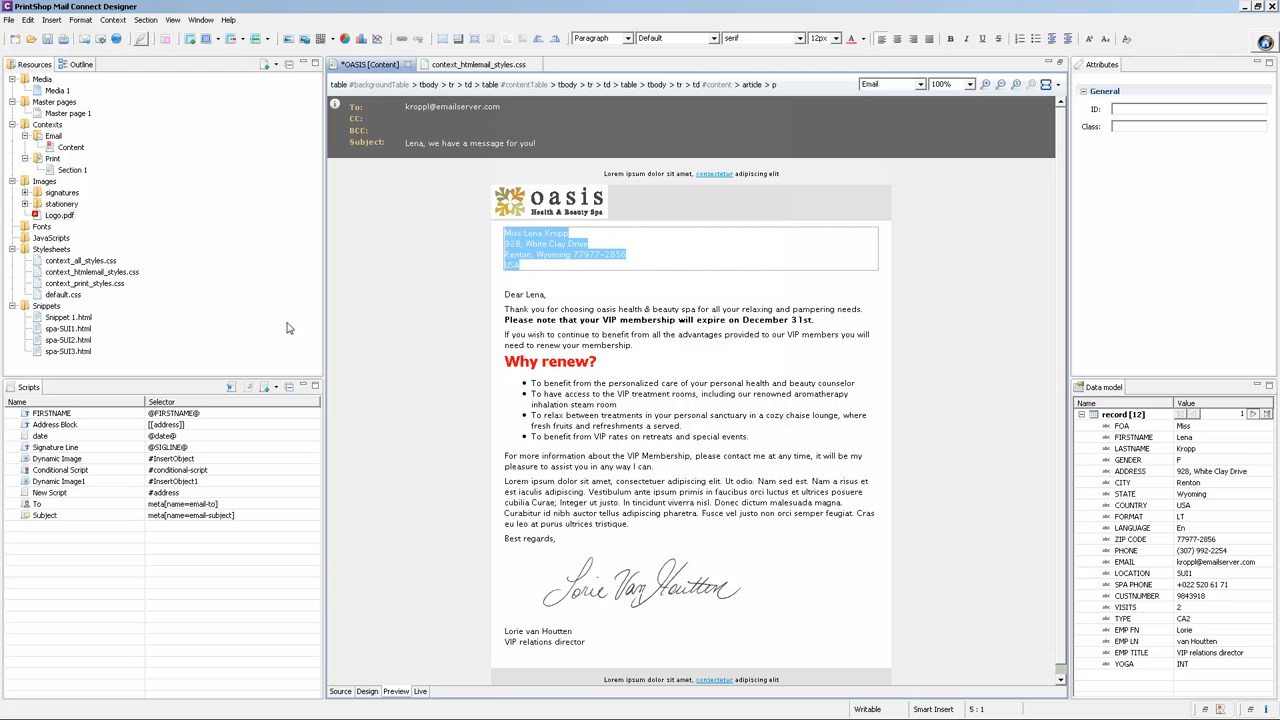 PrintShop Mail Connect Designer
File Edit Insert Format Context Section View Window Help
Paragraph Default serif 12px
Resources Outline
Media
Media 1
Master pages
Master page 1
Contexts
Email
Content
Print
Section 1
Images
signatures
stationery
Logo.pdf
Fonts
JavaScripts
Stylesheets
context_all_styles.css
context_htmlemail_styles.css
context_print_styles.css
default.css
Snippets
Snippet 1.html
spa-SUI1.html
spa-SUI2.html
spa-SUI3.html
Scripts
Name Selector
FIRSTNAME @FIRSTNAME@
Address Block [[address]]
date @date@
Signature Line @SIGLINE@
Dynamic Image #InsertObject
Conditional Script #conditional-script
Dynamic Image1 #InsertObject1
New Script #address
To meta[name=email-to]
Subject meta[name=email-subject]
*OASIS [Content] context_htmlemail_styles.css
table #backgroundTable > tbody > tr > td > table #contentTable > tbody > tr > td > table > tbody > tr > td #content > article > p
Email 100%
To: kroppl@emailserver.com
CC:
BCC:
Subject: Lena, we have a message for you!
Lorem ipsum dolor sit amet, consectetur adipiscing elit
oasis
Health & Beauty Spa
Miss Lena Kropp
928, White Clay Drive
Renton, Wyoming 77977-2856
USA
Dear Lena,
Thank you for choosing oasis health & beauty spa for all your relaxing and pampering needs.
Please note that your VIP membership will expire on December 31st.
If you wish to continue to benefit from all the advantages provided to our VIP members you will
need to renew your membership.
Why renew?
• To benefit from the personalized care of your personal health and beauty counselor
• To have access to the VIP treatment rooms, including our renowned aromatherapy
inhalation steam room
• To relax between treatments in your personal sanctuary in a cozy chaise lounge, where
fresh fruits and refreshments a served.
• To benefit from VIP rates on retreats and special events.
For more information about the VIP Membership, please contact me at any time, it will be my
pleasure to assist you in any way I can.
Lorem ipsum dolor sit amet, consectetuer adipiscing elit. Ut odio. Nam sed est. Nam a risus et
est iaculis adipiscing. Vestibulum ante ipsum primis in faucibus orci luctus et ultrices posuere
cubilia Curae; Integer ut justo. In tincidunt viverra nisl. Donec dictum malesuada magna.
Curabitur id nibh auctor tellus adipiscing pharetra. Fusce vel justo non orci semper feugiat. Cras
eu leo at purus ultrices tristique.
Best regards,
Lorie Van Houtten
Lorie van Houtten
VIP relations director
Lorem ipsum dolor sit amet, consectetur adipiscing elit
Source Design Preview Live
Attributes
General
ID:
Class:
Data model
Name Value
record [12] 1
FOA Miss
FIRSTNAME Lena
LASTNAME Kropp
GENDER F
ADDRESS 928, White Clay Drive
CITY Renton
STATE Wyoming
COUNTRY USA
FORMAT LT
LANGUAGE En
ZIP CODE 77977-2856
PHONE (307) 992-2254
EMAIL kroppl@emailserver.com
LOCATION SUI1
SPA PHONE +022 520 61 71
CUSTNUMBER 9843918
VISITS 2
TYPE CA2
EMP FN Lorie
EMP LN van Houtten
EMP TITLE VIP relations director
YOGA INT
Writable Smart Insert 5 : 1